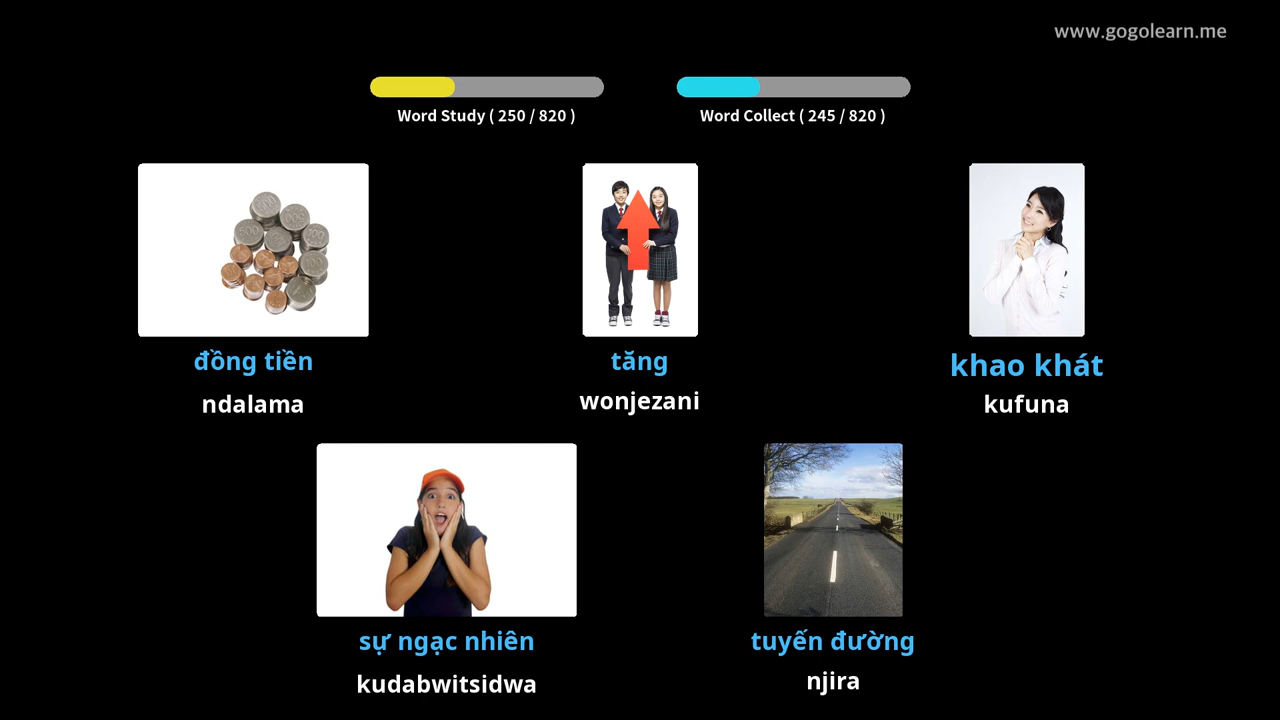 www.gogolearn.me
Word Study ( 250 / 820 )
Word Collect ( 245 / 820 )
đồng tiền
tăng
khao khát
ndalama
wonjezani
kufuna
sự ngạc nhiên
tuyến đường
kudabwitsidwa
njira